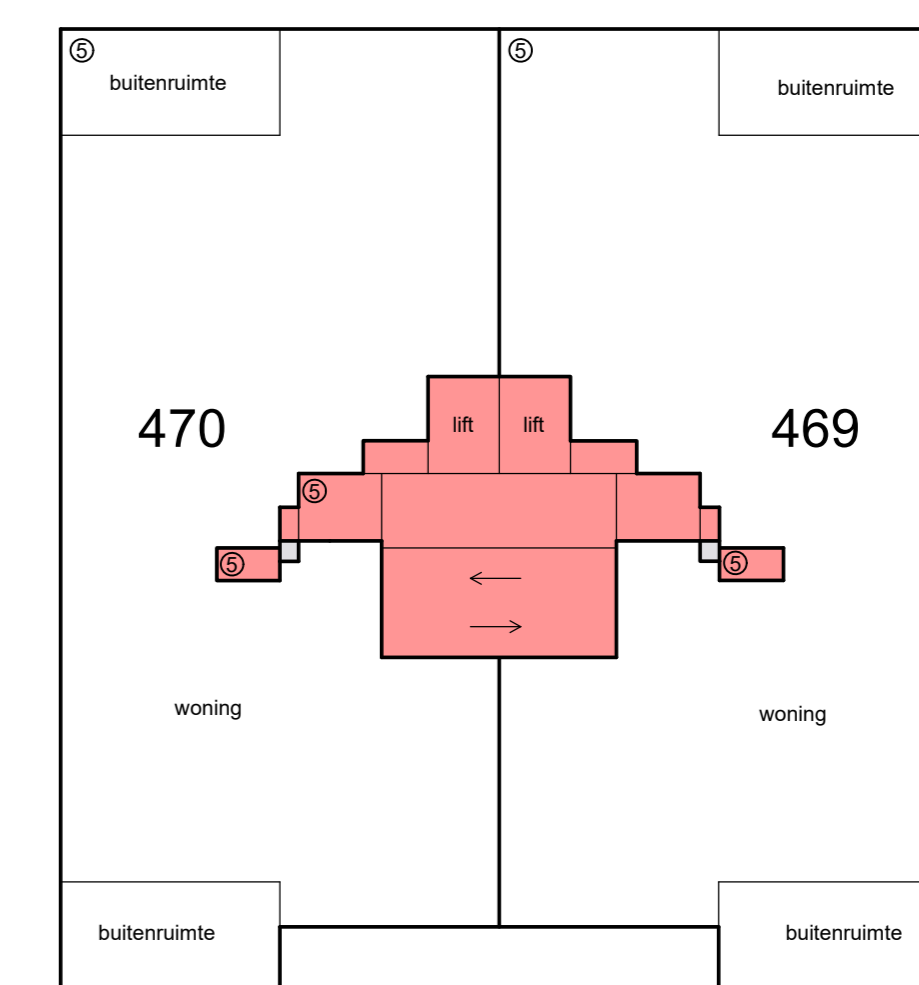 ⑤ ⑤
buitenruimte buitenruimte
lift lift
470 469
⑤
⑤ ⑤
woning woning
buitenruimte buitenruimte